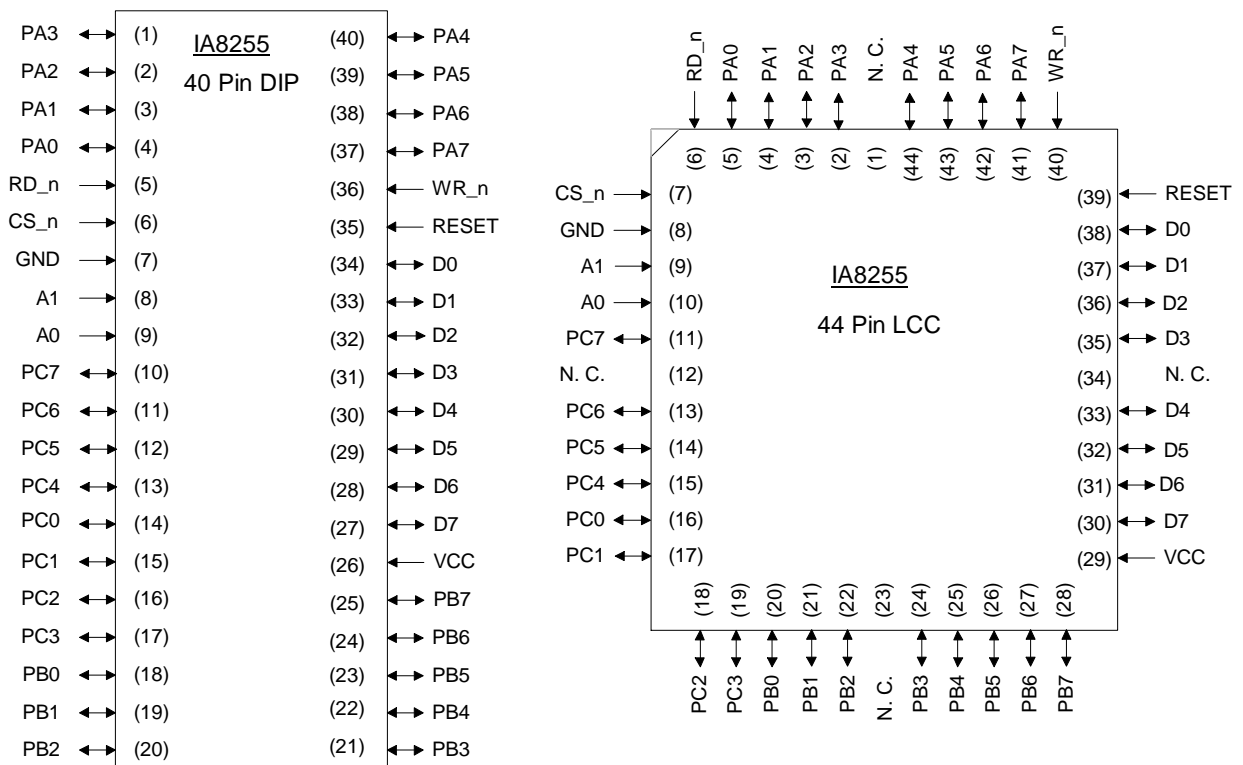 IA8255
40 Pin DIP
PA3 (1) (40) PA4
PA2 (2) (39) PA5
PA1 (3) (38) PA6
PA0 (4) (37) PA7
RD_n (5) (36) WR_n
CS_n (6) (35) RESET
GND (7) (34) D0
A1 (8) (33) D1
A0 (9) (32) D2
PC7 (10) (31) D3
PC6 (11) (30) D4
PC5 (12) (29) D5
PC4 (13) (28) D6
PC0 (14) (27) D7
PC1 (15) (26) VCC
PC2 (16) (25) PB7
PC3 (17) (24) PB6
PB0 (18) (23) PB5
PB1 (19) (22) PB4
PB2 (20) (21) PB3
RD_n PA0 PA1 PA2 PA3 N. C. PA4 PA5 PA6 PA7 WR_n
(6) (5) (4) (3) (2) (1) (44) (43) (42) (41) (40)
CS_n (7) (39) RESET
GND (8) (38) D0
A1 (9) (37) D1
IA8255
A0 (10) (36) D2
44 Pin LCC
PC7 (11) (35) D3
N. C. (12) (34) N. C.
PC6 (13) (33) D4
PC5 (14) (32) D5
PC4 (15) (31) D6
PC0 (16) (30) D7
PC1 (17) (29) VCC
(18) (19) (20) (21) (22) (23) (24) (25) (26) (27) (28)
PC2 PC3 PB0 PB1 PB2 N. C. PB3 PB4 PB5 PB6 PB7